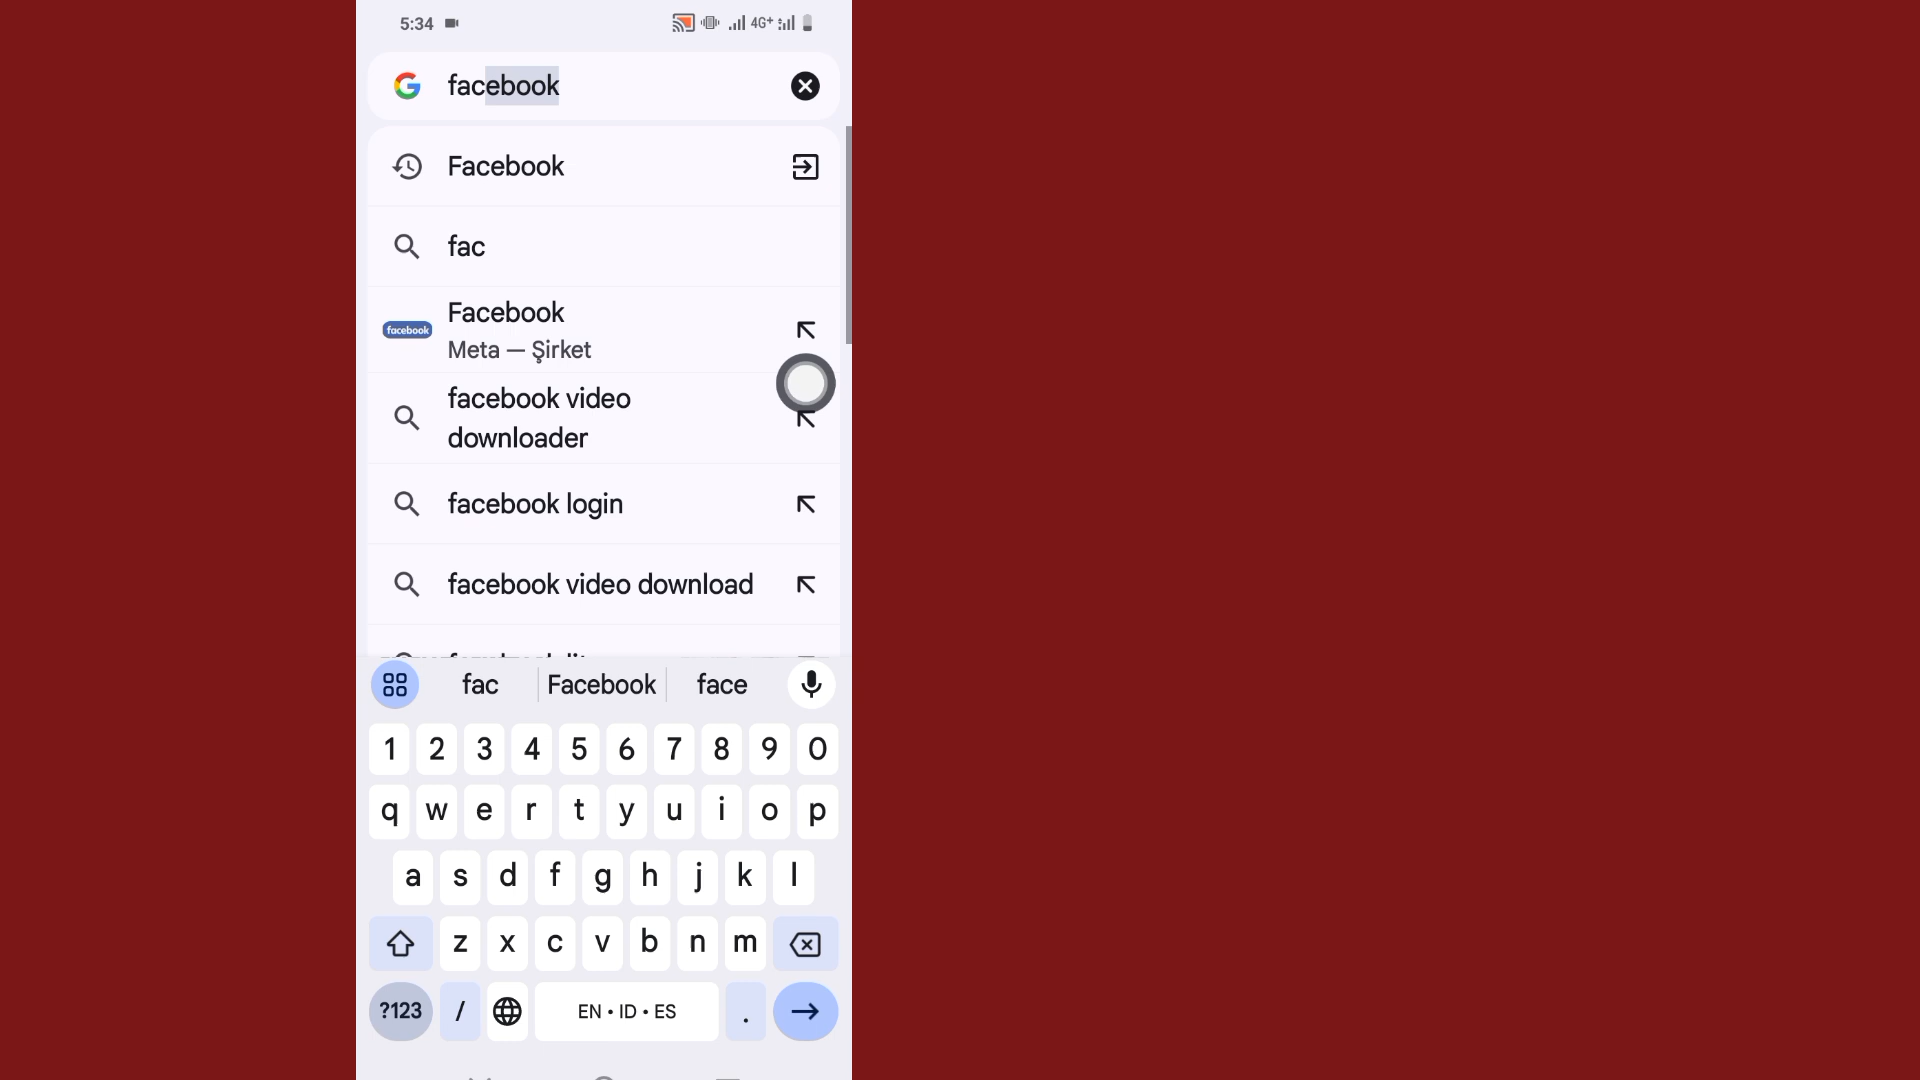 5:34
4G+
facebook
Facebook
fac
Facebook
facebook
Meta — Şirket
facebook video
downloader
facebook login
facebook video download
fac
Facebook
face
1 2 3 4 5 6 7 8 9 0
q w e r t y u i o p
a s d f g h j k l
z x c v b n m
?123 / EN • ID • ES .